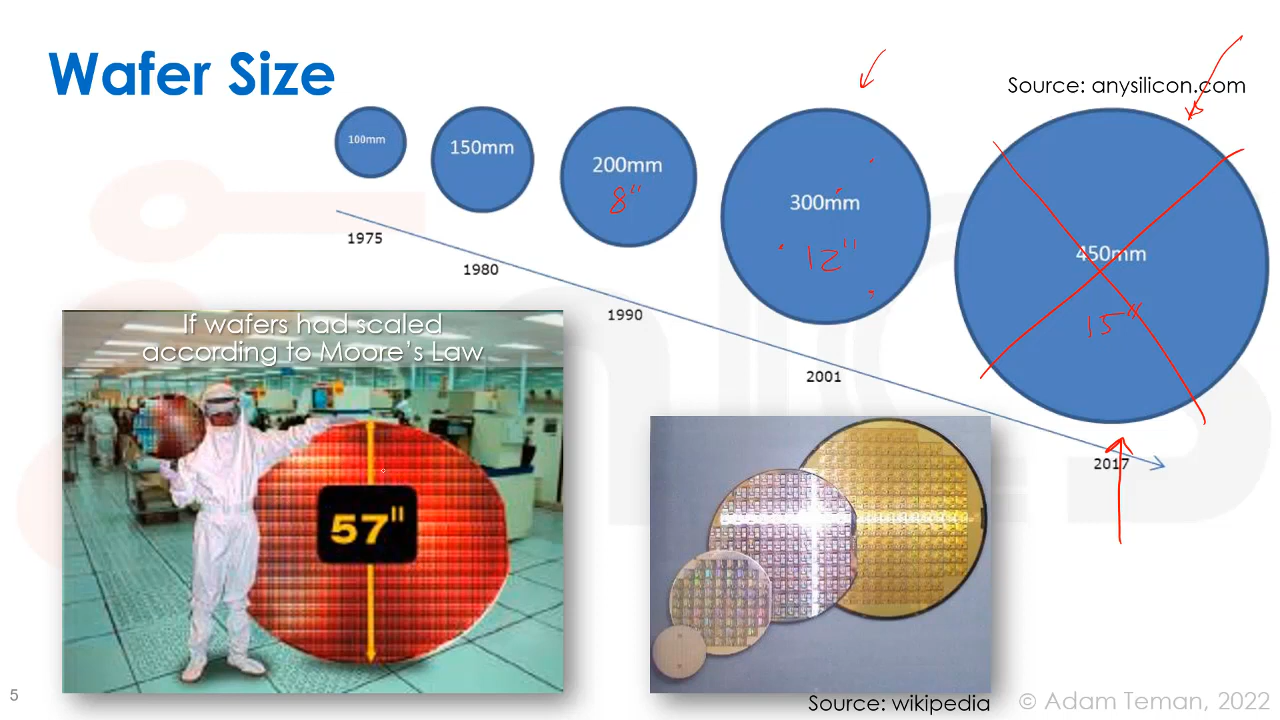 Wafer Size
Source: anysilicon.com
100mm
150mm
200mm
8"
300mm
12"
450mm
15"
1975
1980
1990
2001
2017
If wafers had scaled
according to Moore's Law
57"
Source: wikipedia
5
© Adam Teman, 2022